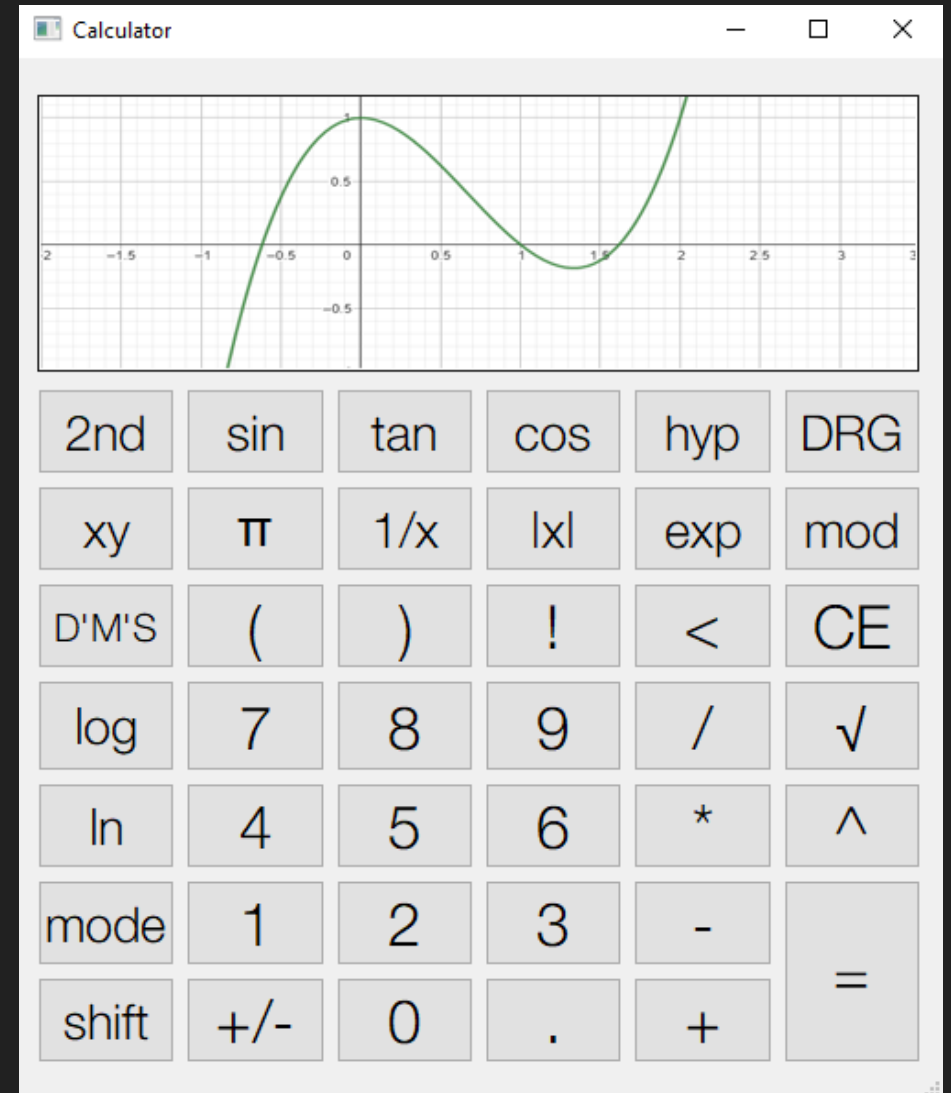 Calculator
1
0.5
-2 −1.5 −1 −0.5 0 0.5 1 1.5 2 2.5 3 3
−0.5
2nd sin tan cos hyp DRG
xy π 1/x |x| exp mod
D'M'S ( ) ! < CE
log 7 8 9 / √
ln 4 5 6 * ^
mode 1 2 3 -
=
shift +/- 0 . +